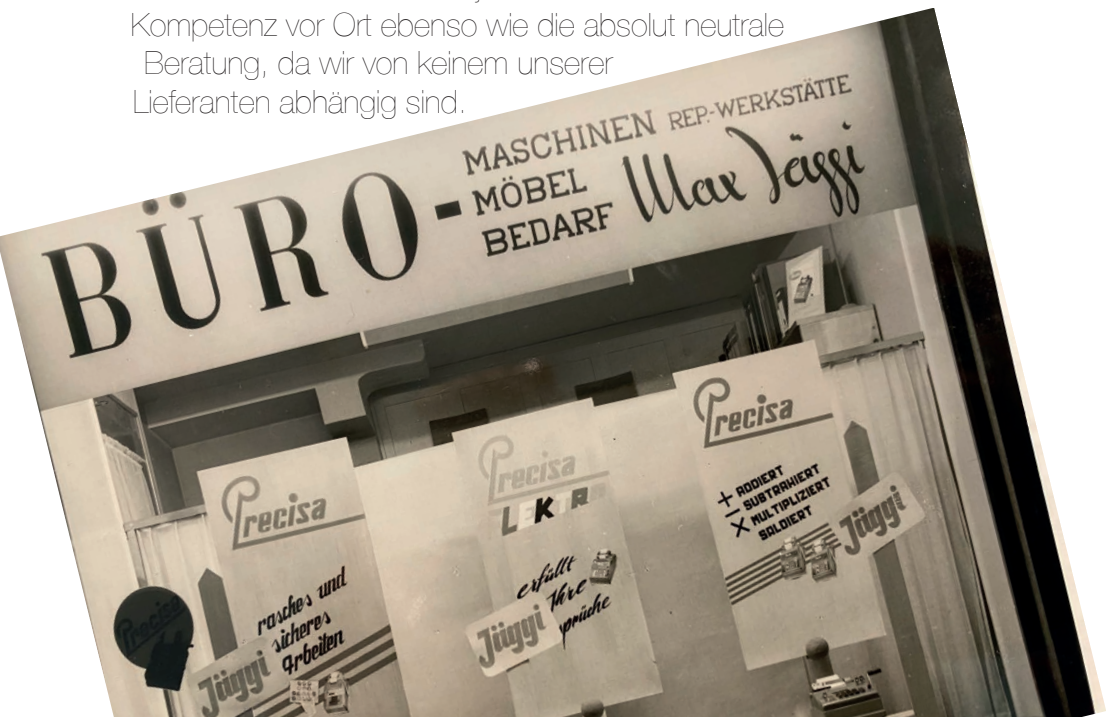 Kompetenz vor Ort ebenso wie die absolut neutrale
Beratung, da wir von keinem unserer
Lieferanten abhängig sind.
BÜRO-
MASCHINEN REP.-WERKSTÄTTE
MÖBEL
BEDARF
Max Jäggi
Precisa
rasches und
sicheres
Arbeiten
Jäggi
Precisa
Precisa
erfüllt
Ihre
Jäggi
Precisa
+ ADDIERT
− SUBTRAHIERT
× MULTIPLIZIERT
SALDIERT
Jäggi